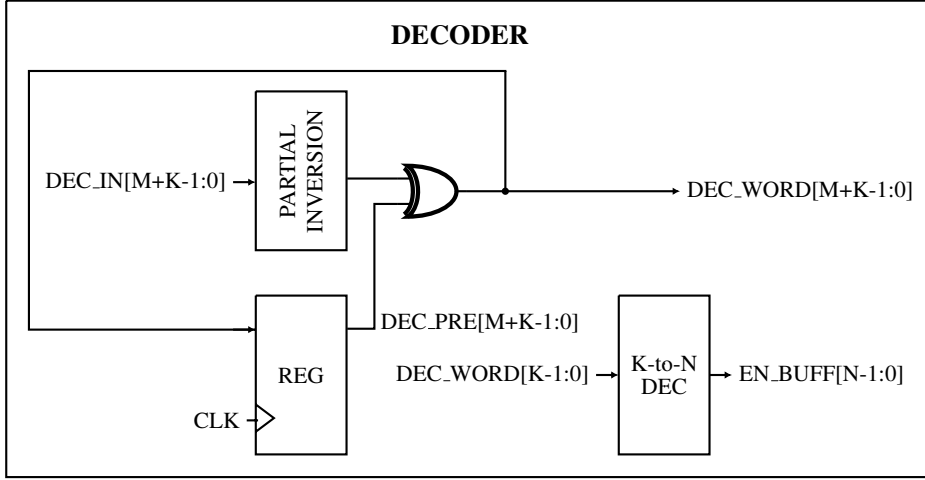 DECODER
PARTIAL
INVERSION
DEC_IN[M+K-1:0]
DEC_WORD[M+K-1:0]
DEC_PRE[M+K-1:0]
REG
CLK
DEC_WORD[K-1:0]
K-to-N
DEC
EN_BUFF[N-1:0]